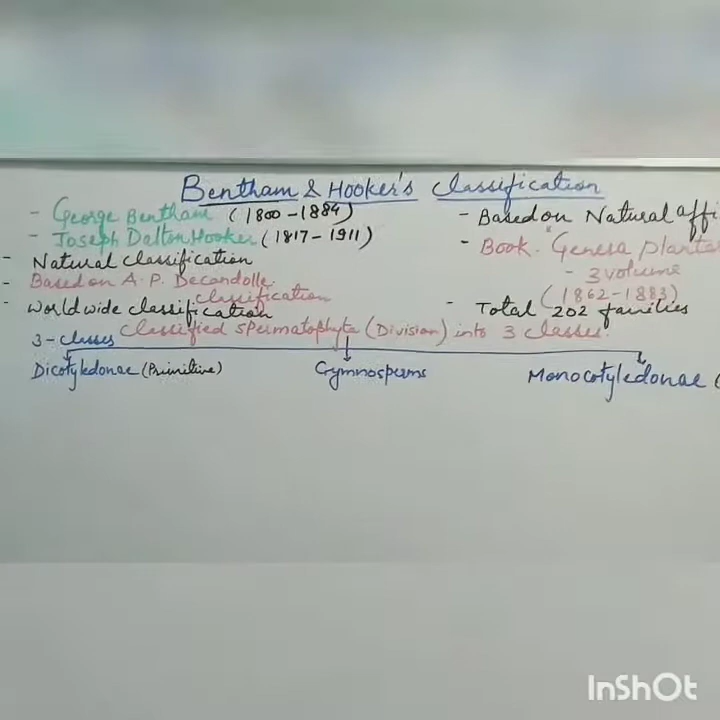 Bentham & Hooker's Classification
- George Bentham (1800-1884)
- Joseph Dalton Hooker (1817-1911)
- Natural classification
- Based on A. P. Decandolle classification
- Worldwide classification
- Based on Natural affi
- Book. "Genera planta
- 3 volume
(1862-1883)
- Total 202 families
3-classes Classified Spermatophyta (Division) into 3 classes.
Dicotyledonae (Primitive) Gymnosperms Monocotyledonae (
InShOt